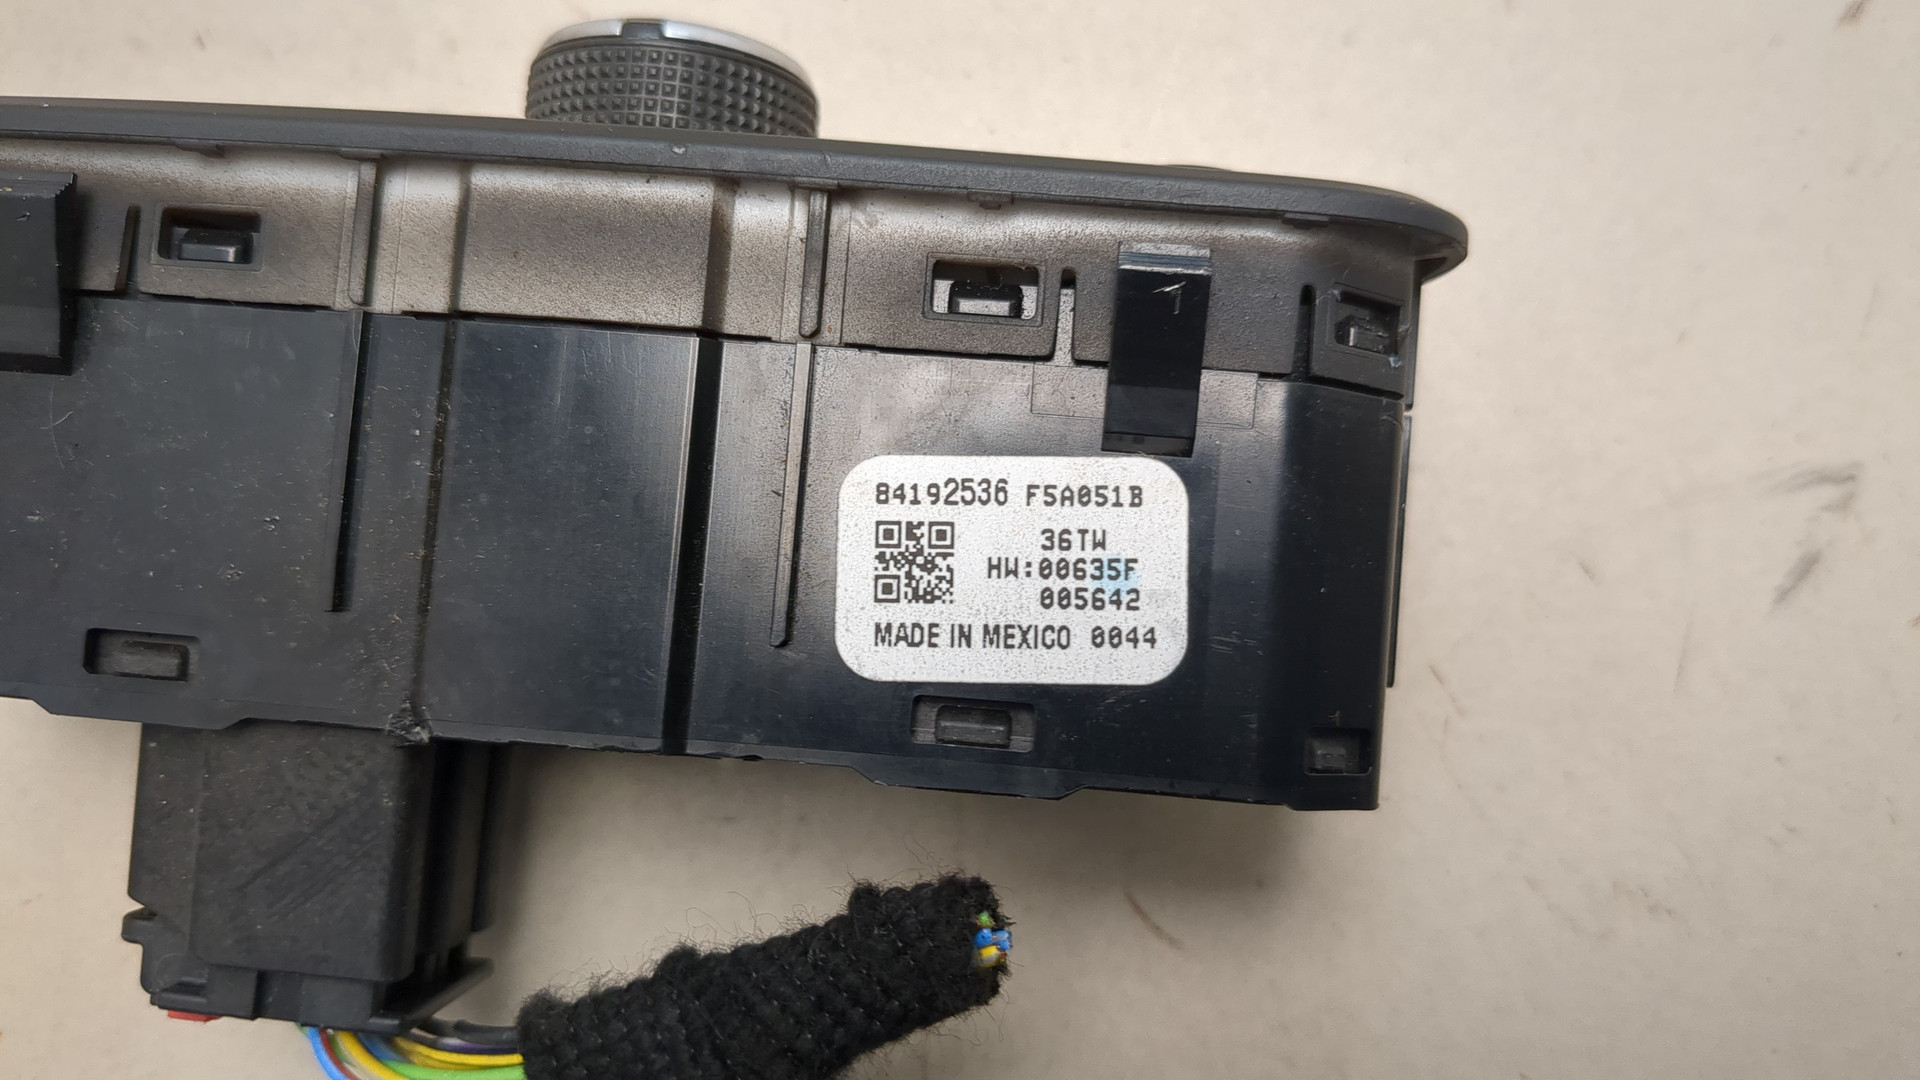 84192536 F5A051B
36TW
HW:00635F
005642
MADE IN MEXICO 0044